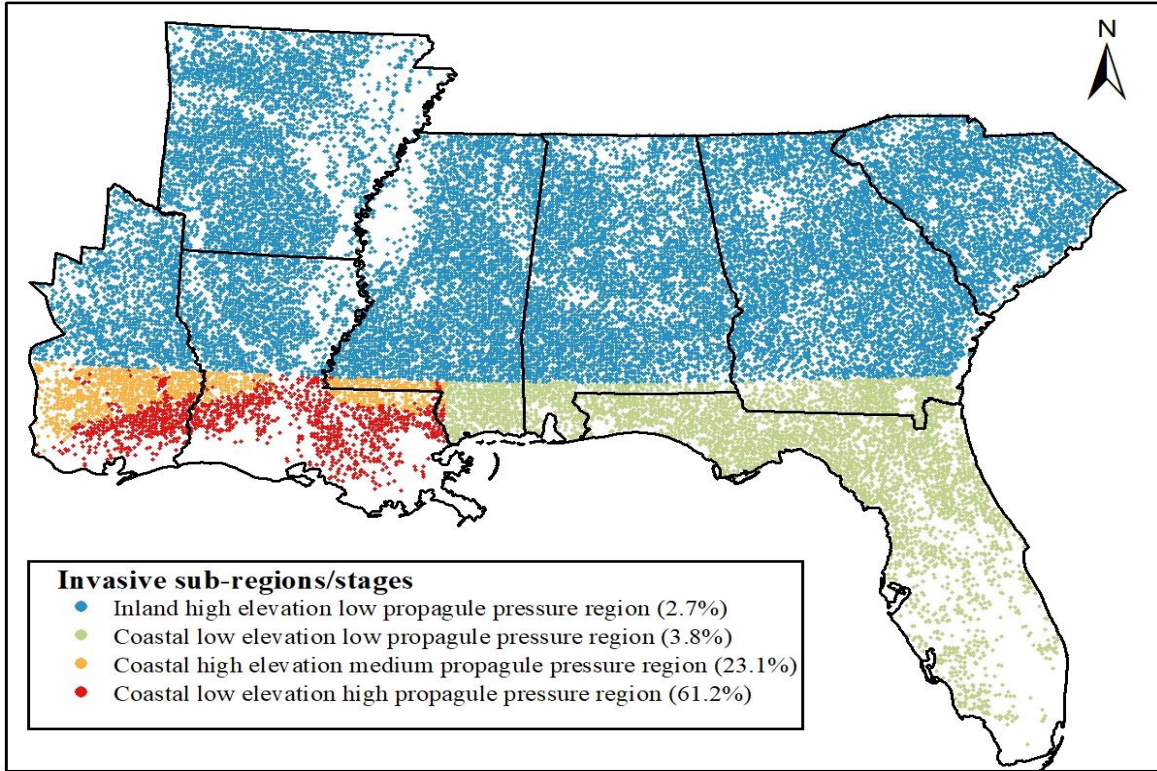 N
Invasive sub-regions/stages
Inland high elevation low propagule pressure region (2.7%)
Coastal low elevation low propagule pressure region (3.8%)
Coastal high elevation medium propagule pressure region (23.1%)
Coastal low elevation high propagule pressure region (61.2%)